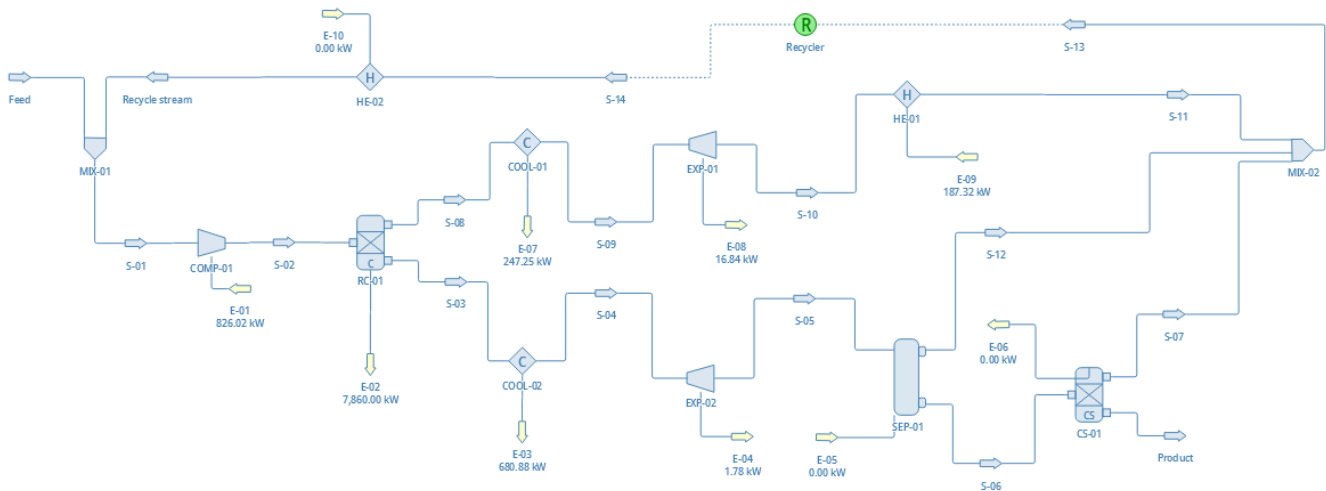 E-10
0.00 kW
R
Recycler
S-13
Feed
Recycle stream
H
HE-02
S-14
H
HE-01
S-11
MIX-01
C
COOL-01
EXP-01
MIX-02
E-09
187.32 kW
S-08
S-09
S-10
E-07
247.25 kW
E-08
16.84 kW
S-12
S-01
COMP-01
S-02
C
RC-01
S-03
E-01
826.02 kW
S-04
S-05
S-07
E-06
0.00 kW
E-02
7,860.00 kW
C
COOL-02
EXP-02
SEP-01
CS
CS-01
E-03
680.88 kW
E-04
1.78 kW
E-05
0.00 kW
S-06
Product